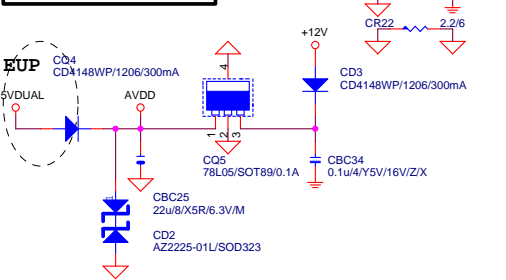 CR22
2.2/6
+12V
EUP
CQ4
CD4148WP/1206/300mA
5VDUAL
AVDD
4
CD3
CD4148WP/1206/300mA
1
2
3
CQ5
78L05/SOT89/0.1A
CBC34
0.1u/4/Y5V/16V/Z/X
1
CBC25
22u/8/X5R/6.3V/M
CD2
AZ2225-01L/SOD323